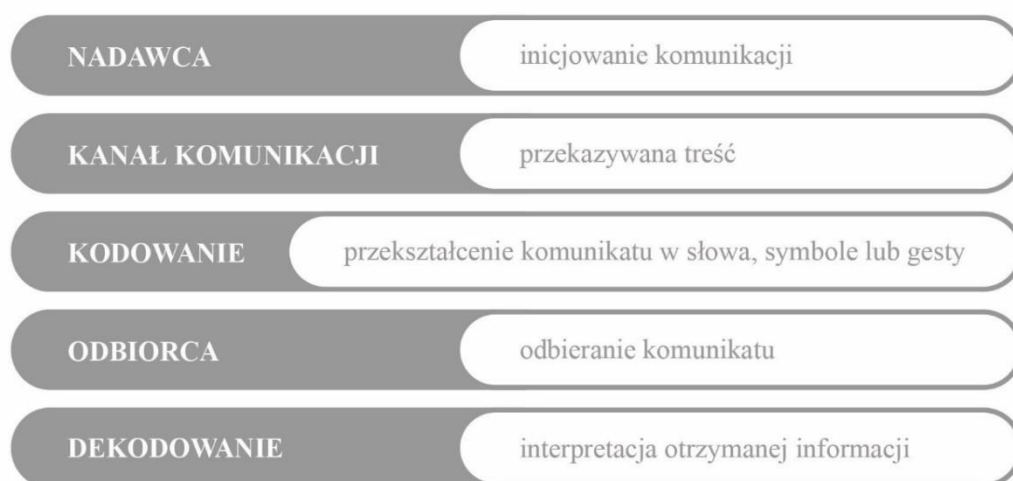 NADAWCA inicjowanie komunikacji
KANAŁ KOMUNIKACJI przekazywana treść
KODOWANIE przekształcenie komunikatu w słowa, symbole lub gesty
ODBIORCA odbieranie komunikatu
DEKODOWANIE interpretacja otrzymanej informacji